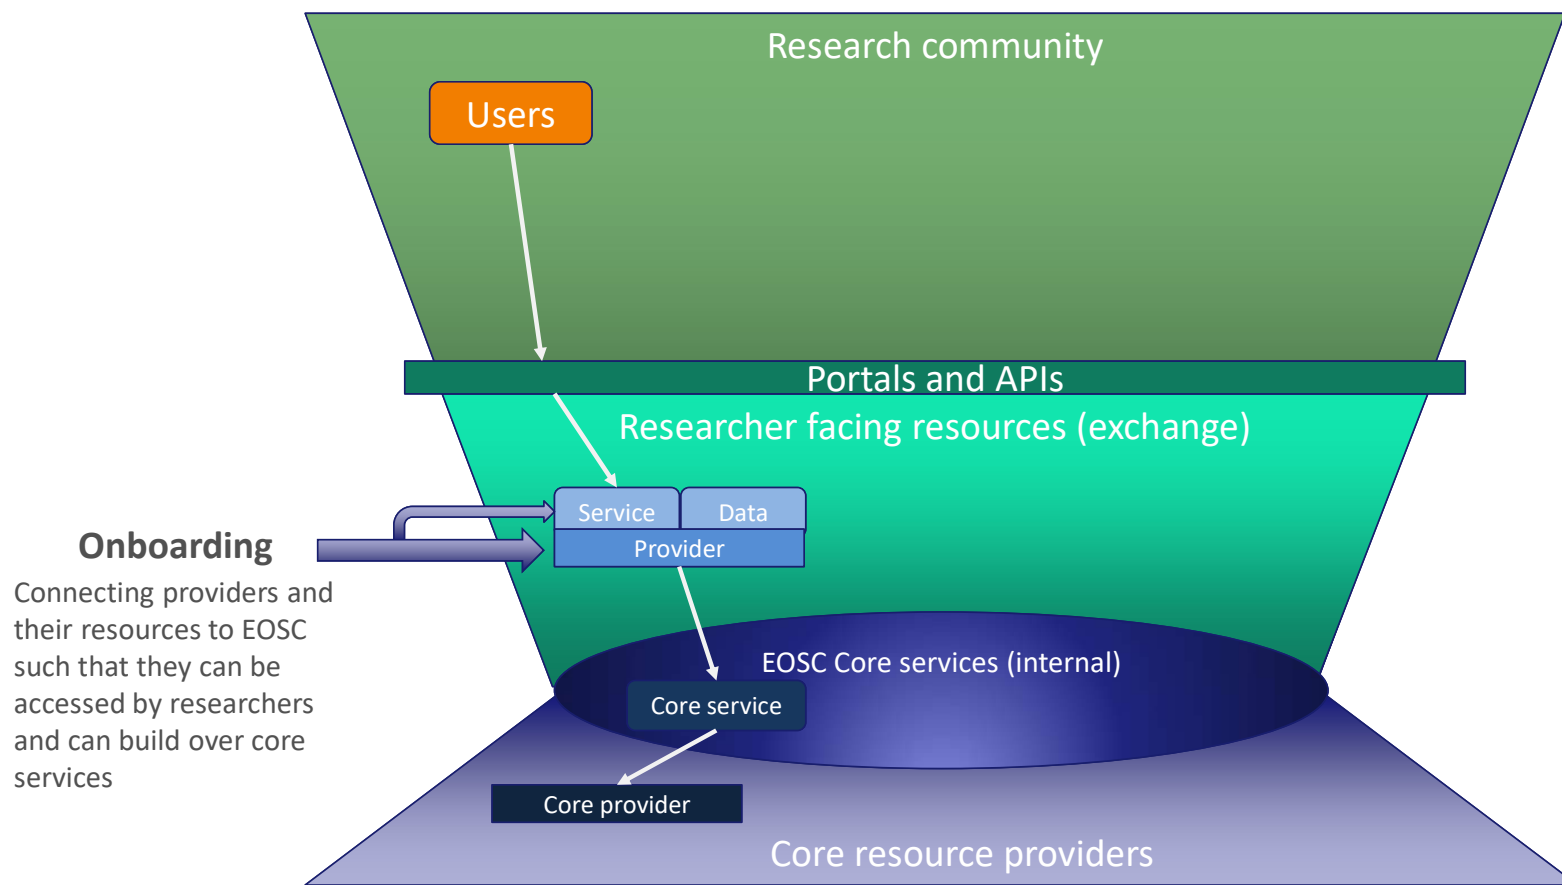 Research community
Users
Portals and APIs
Researcher facing resources (exchange)
Service
Data
Provider
Onboarding
Connecting providers and
their resources to EOSC
such that they can be
accessed by researchers
and can build over core
services
EOSC Core services (internal)
Core service
Core provider
Core resource providers